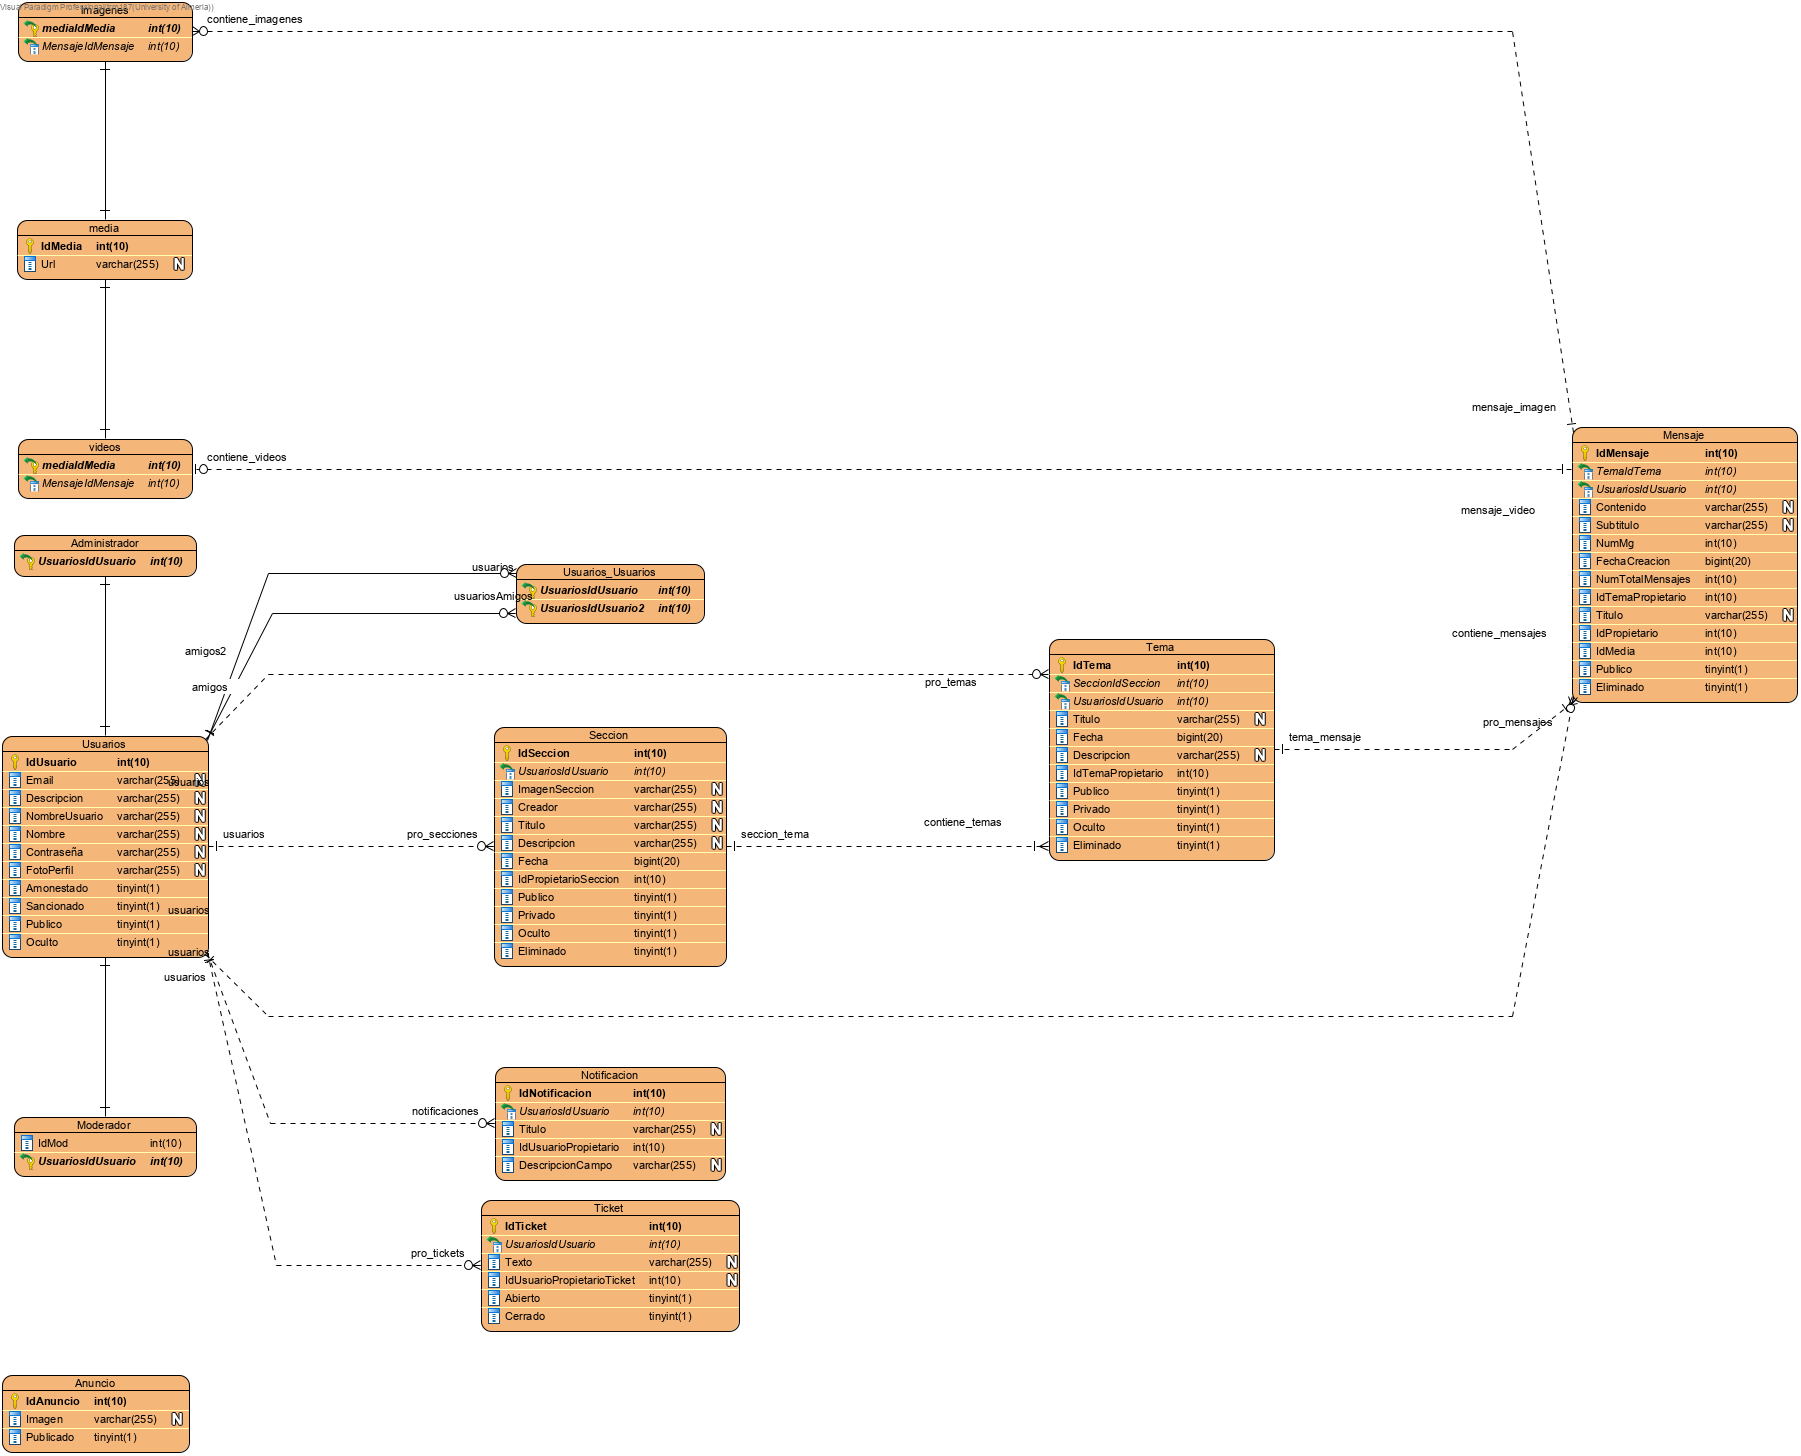 Visual Paradigm Professional(
(University of Almeria))
imagenes
mediaIdMedia int(10)
MensajeIdMensaje int(10)
contiene_imagenes
media
IdMedia int(10)
Url varchar(255) N
mensaje_imagen
videos
mediaIdMedia int(10)
MensajeIdMensaje int(10)
contiene_videos
mensaje_video
Mensaje
IdMensaje int(10)
TemaIdTema int(10)
UsuariosIdUsuario int(10)
Contenido varchar(255) N
Subtitulo varchar(255) N
NumMg int(10)
FechaCreacion bigint(20)
NumTotalMensajes int(10)
IdTemaPropietario int(10)
Titulo varchar(255) N
IdPropietario int(10)
IdMedia int(10)
Publico tinyint(1)
Eliminado tinyint(1)
contiene_mensajes
pro_mensajes
Administrador
UsuariosIdUsuario int(10)
usuarios
usuariosAmigos
Usuarios_Usuarios
UsuariosIdUsuario int(10)
UsuariosIdUsuario2 int(10)
amigos2
amigos
pro_temas
Tema
IdTema int(10)
SeccionIdSeccion int(10)
UsuariosIdUsuario int(10)
Titulo varchar(255) N
Fecha bigint(20)
Descripcion varchar(255) N
IdTemaPropietario int(10)
Publico tinyint(1)
Privado tinyint(1)
Oculto tinyint(1)
Eliminado tinyint(1)
tema_mensaje
contiene_temas
Usuarios
IdUsuario int(10)
Email varchar(255) N
usuarios
Descripcion varchar(255) N
NombreUsuario varchar(255) N
Nombre varchar(255) N
Contraseña varchar(255) N
FotoPerfil varchar(255) N
Amonestado tinyint(1)
Sancionado tinyint(1)
usuarios
Publico tinyint(1)
Oculto tinyint(1)
usuarios
usuarios
usuarios
pro_secciones
Seccion
IdSeccion int(10)
UsuariosIdUsuario int(10)
ImagenSeccion varchar(255) N
Creador varchar(255) N
Titulo varchar(255) N
Descripcion varchar(255) N
Fecha bigint(20)
IdPropietarioSeccion int(10)
Publico tinyint(1)
Privado tinyint(1)
Oculto tinyint(1)
Eliminado tinyint(1)
seccion_tema
Moderador
IdMod int(10)
UsuariosIdUsuario int(10)
notificaciones
Notificacion
IdNotificacion int(10)
UsuariosIdUsuario int(10)
Titulo varchar(255) N
IdUsuarioPropietario int(10)
DescripcionCampo varchar(255) N
pro_tickets
Ticket
IdTicket int(10)
UsuariosIdUsuario int(10)
Texto varchar(255) N
IdUsuarioPropietarioTicket int(10) N
Abierto tinyint(1)
Cerrado tinyint(1)
Anuncio
IdAnuncio int(10)
Imagen varchar(255) N
Publicado tinyint(1)